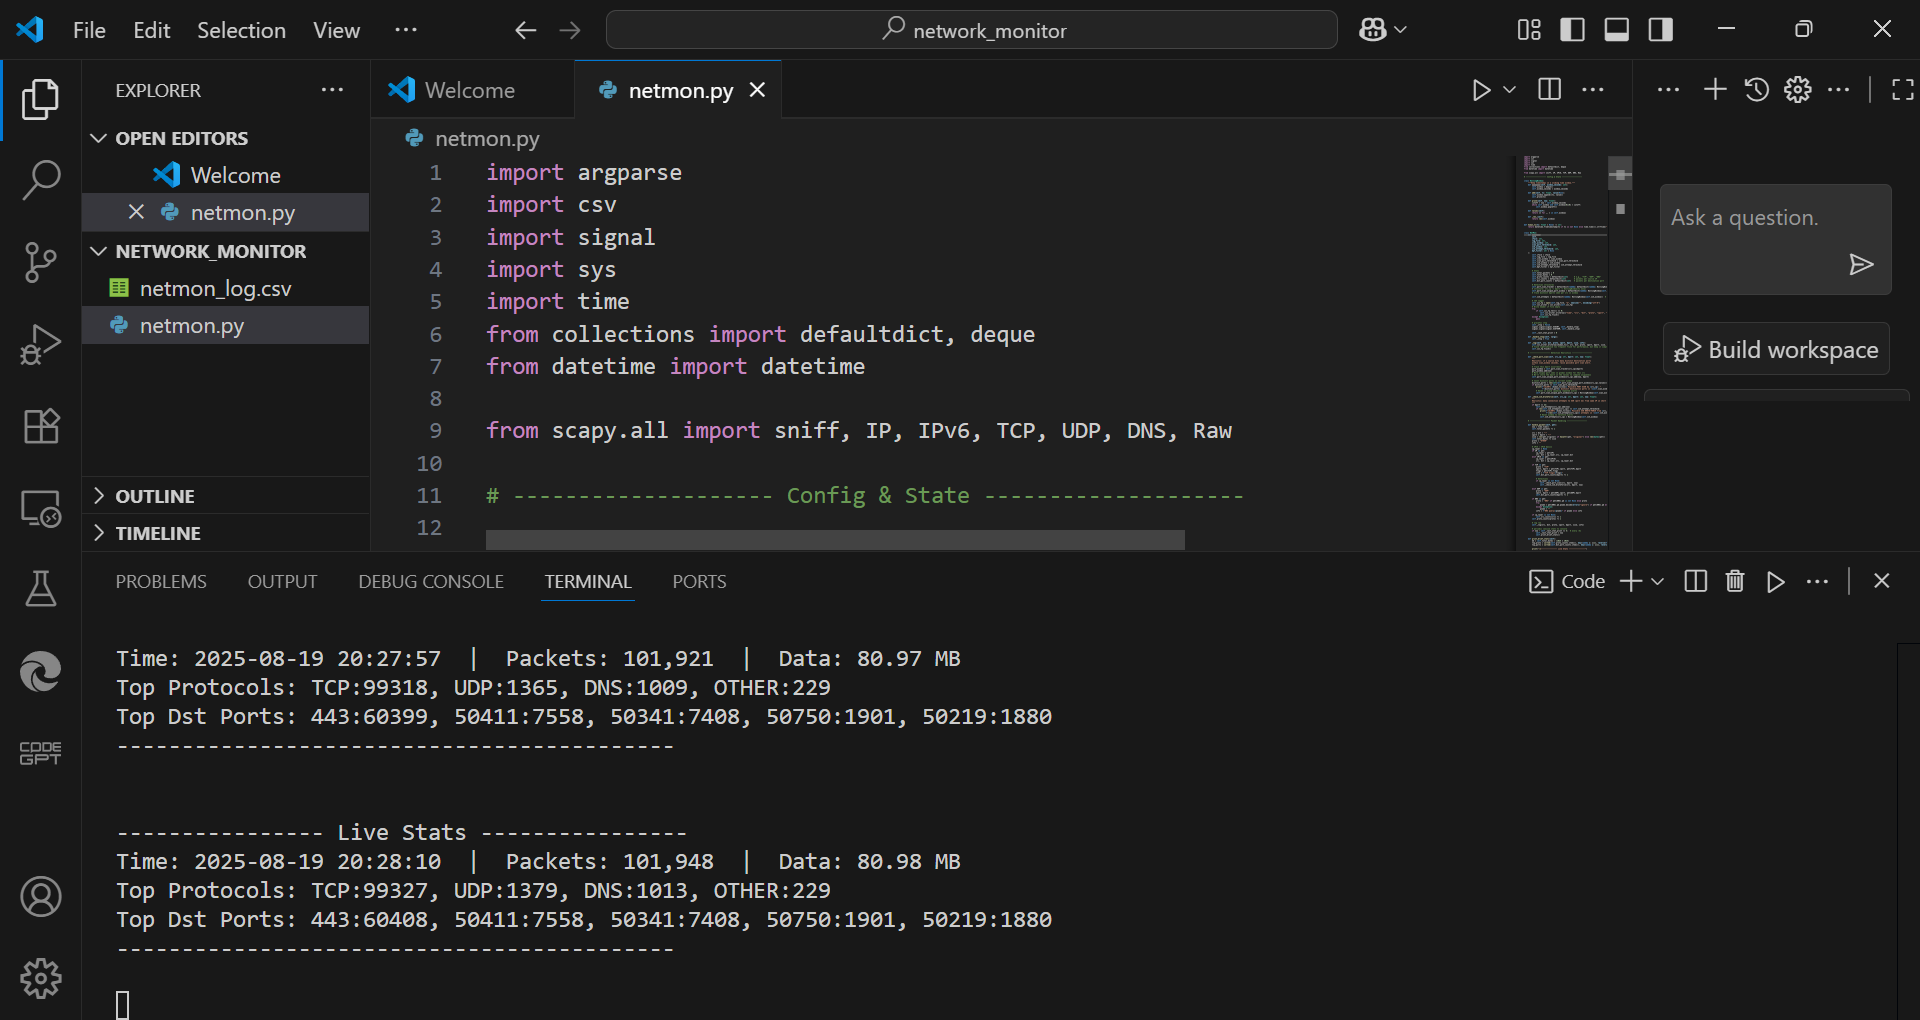 File Edit Selection View ···
network_monitor
EXPLORER
OPEN EDITORS
Welcome
netmon.py
NETWORK_MONITOR
netmon_log.csv
netmon.py
OUTLINE
TIMELINE
Welcome
netmon.py
netmon.py
1 import argparse
2 import csv
3 import signal
4 import sys
5 import time
6 from collections import defaultdict, deque
7 from datetime import datetime
8
9 from scapy.all import sniff, IP, IPv6, TCP, UDP, DNS, Raw
10
11 # -------------------- Config & State --------------------
12
Ask a question.
Build workspace
CODE
GPT
PROBLEMS OUTPUT DEBUG CONSOLE TERMINAL PORTS
Code
Time: 2025-08-19 20:27:57 | Packets: 101,921 | Data: 80.97 MB
Top Protocols: TCP:99318, UDP:1365, DNS:1009, OTHER:229
Top Dst Ports: 443:60399, 50411:7558, 50341:7408, 50750:1901, 50219:1880
-------------------------------------------
---------------- Live Stats ----------------
Time: 2025-08-19 20:28:10 | Packets: 101,948 | Data: 80.98 MB
Top Protocols: TCP:99327, UDP:1379, DNS:1013, OTHER:229
Top Dst Ports: 443:60408, 50411:7558, 50341:7408, 50750:1901, 50219:1880
-------------------------------------------